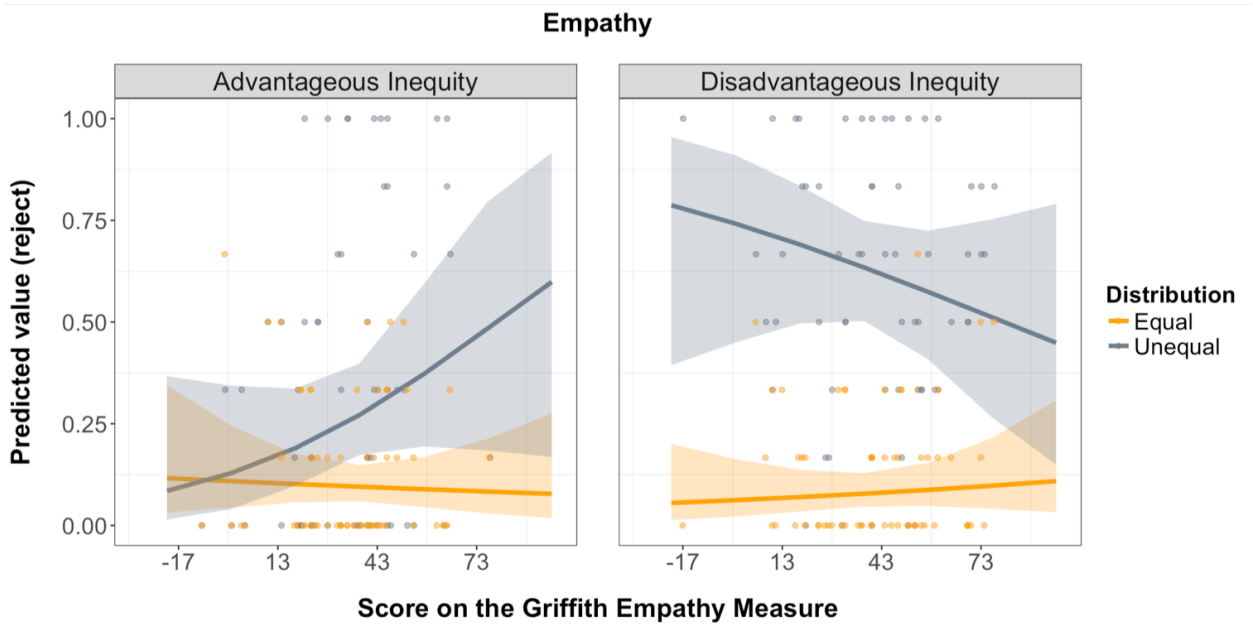 Empathy
Advantageous Inequity
Disadvantageous Inequity
Predicted value (reject)
1.00
0.75
0.50
0.25
0.00
-17
13
43
73
-17
13
43
73
Score on the Griffith Empathy Measure
Distribution
Equal
Unequal